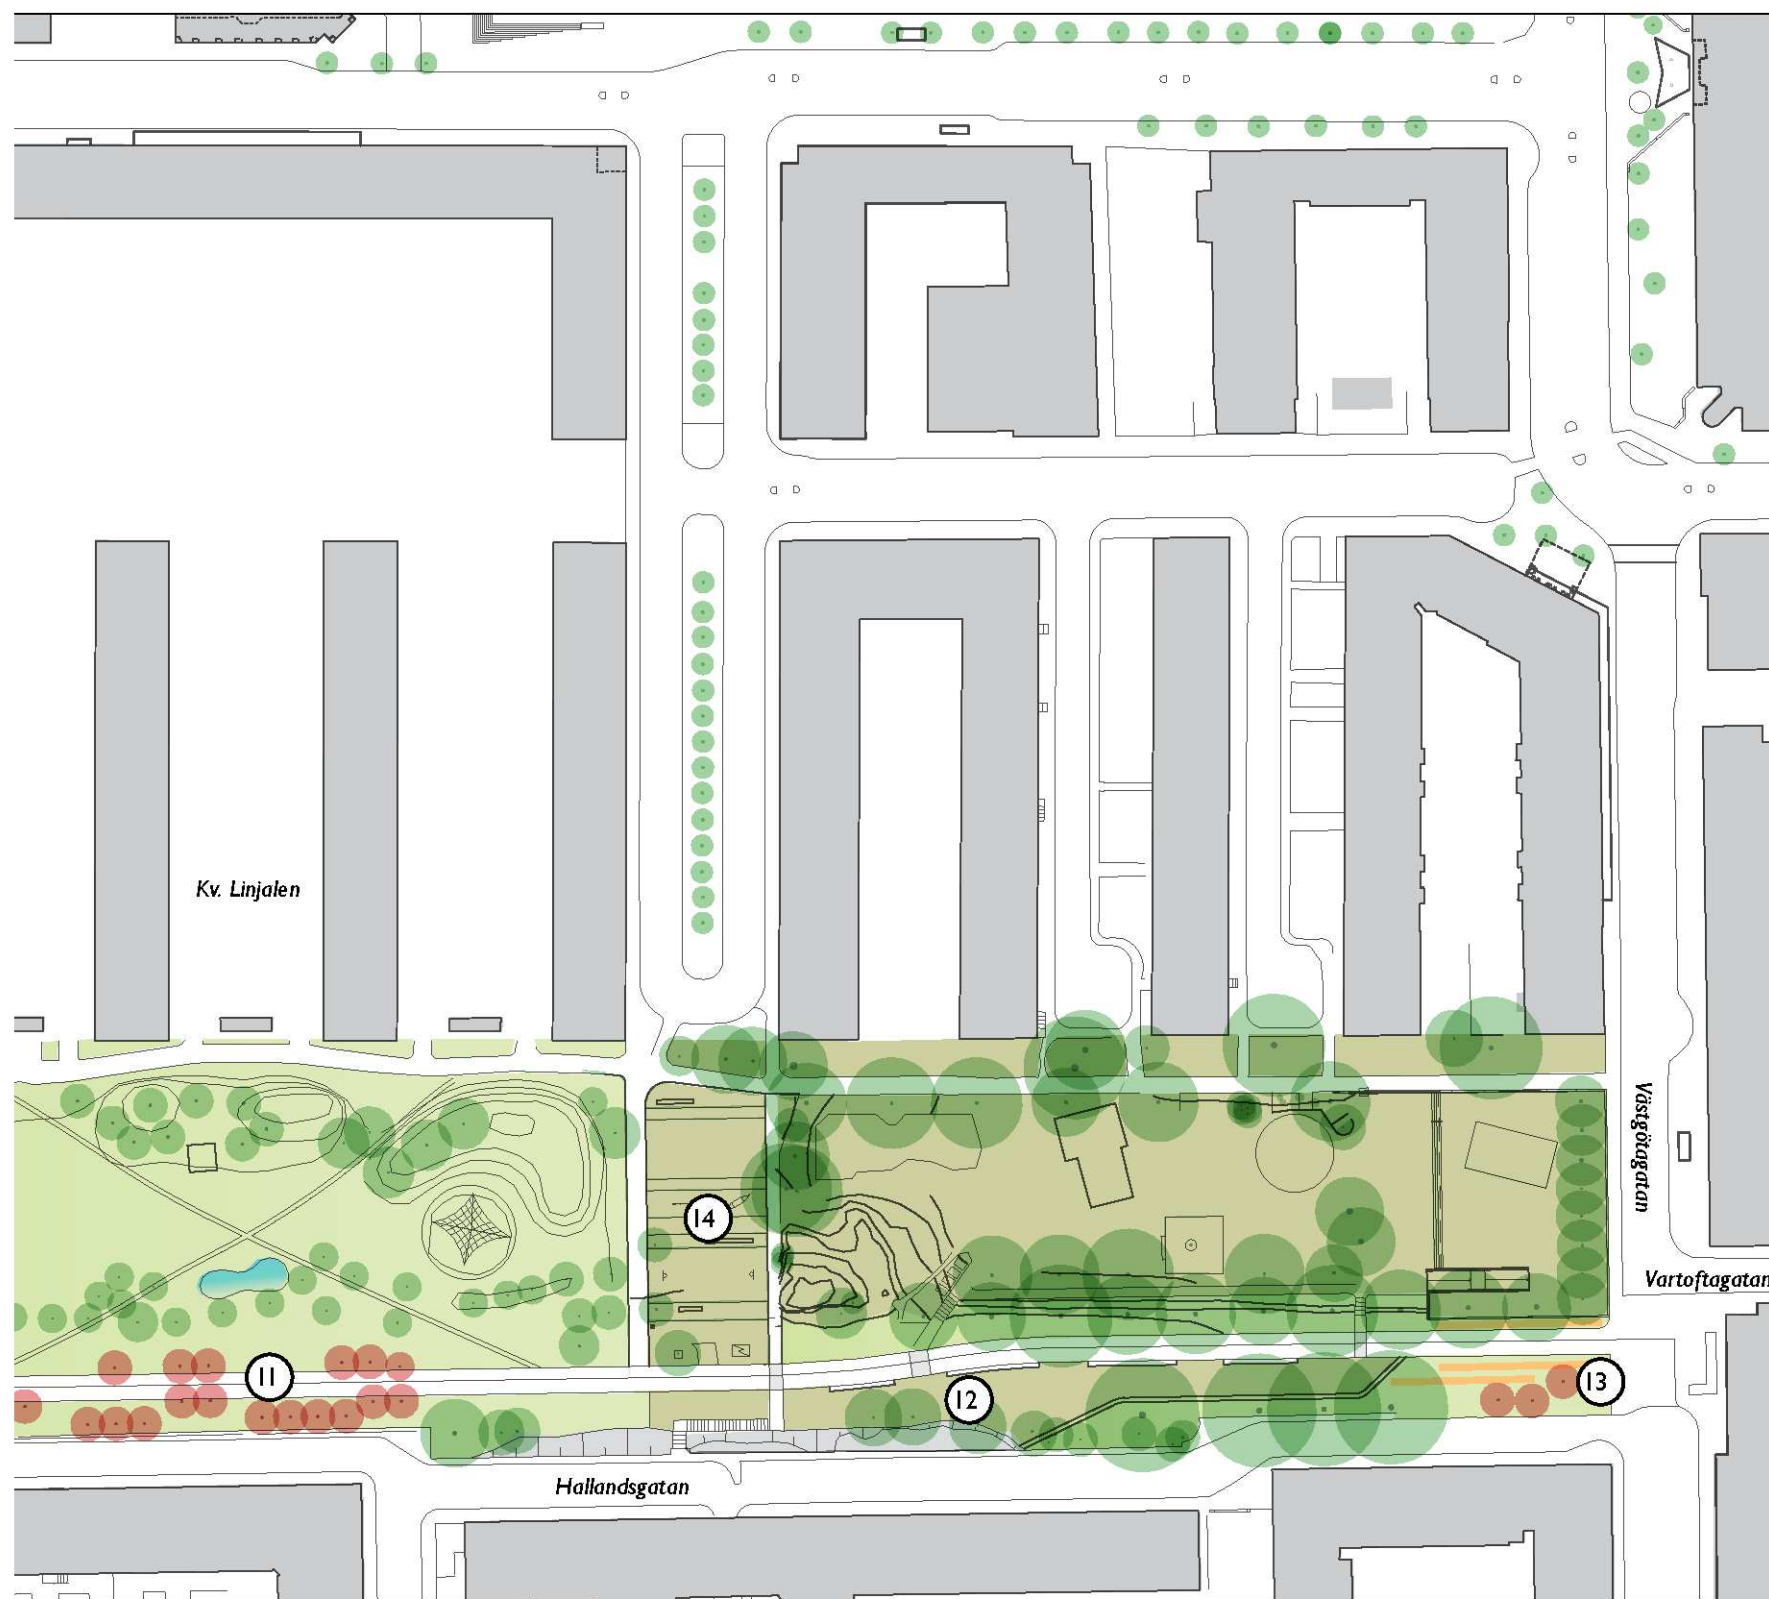 Kv. Linjalen
Västgötagatan
14
Vartoftagatan
11
12
13
Hallandsgatan